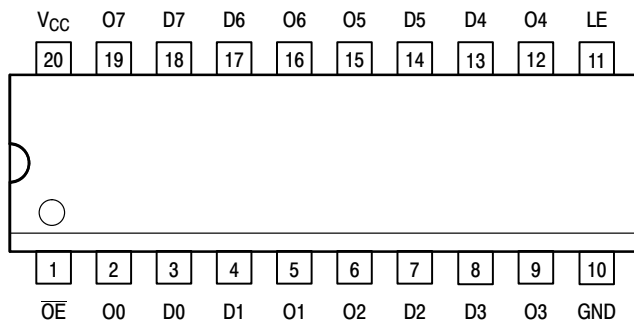 VCC O7 D7 D6 O6 O5 D5 D4 O4 LE
20 19 18 17 16 15 14 13 12 11
1 2 3 4 5 6 7 8 9 10
O̅E̅ O0 D0 D1 O1 O2 D2 D3 O3 GND